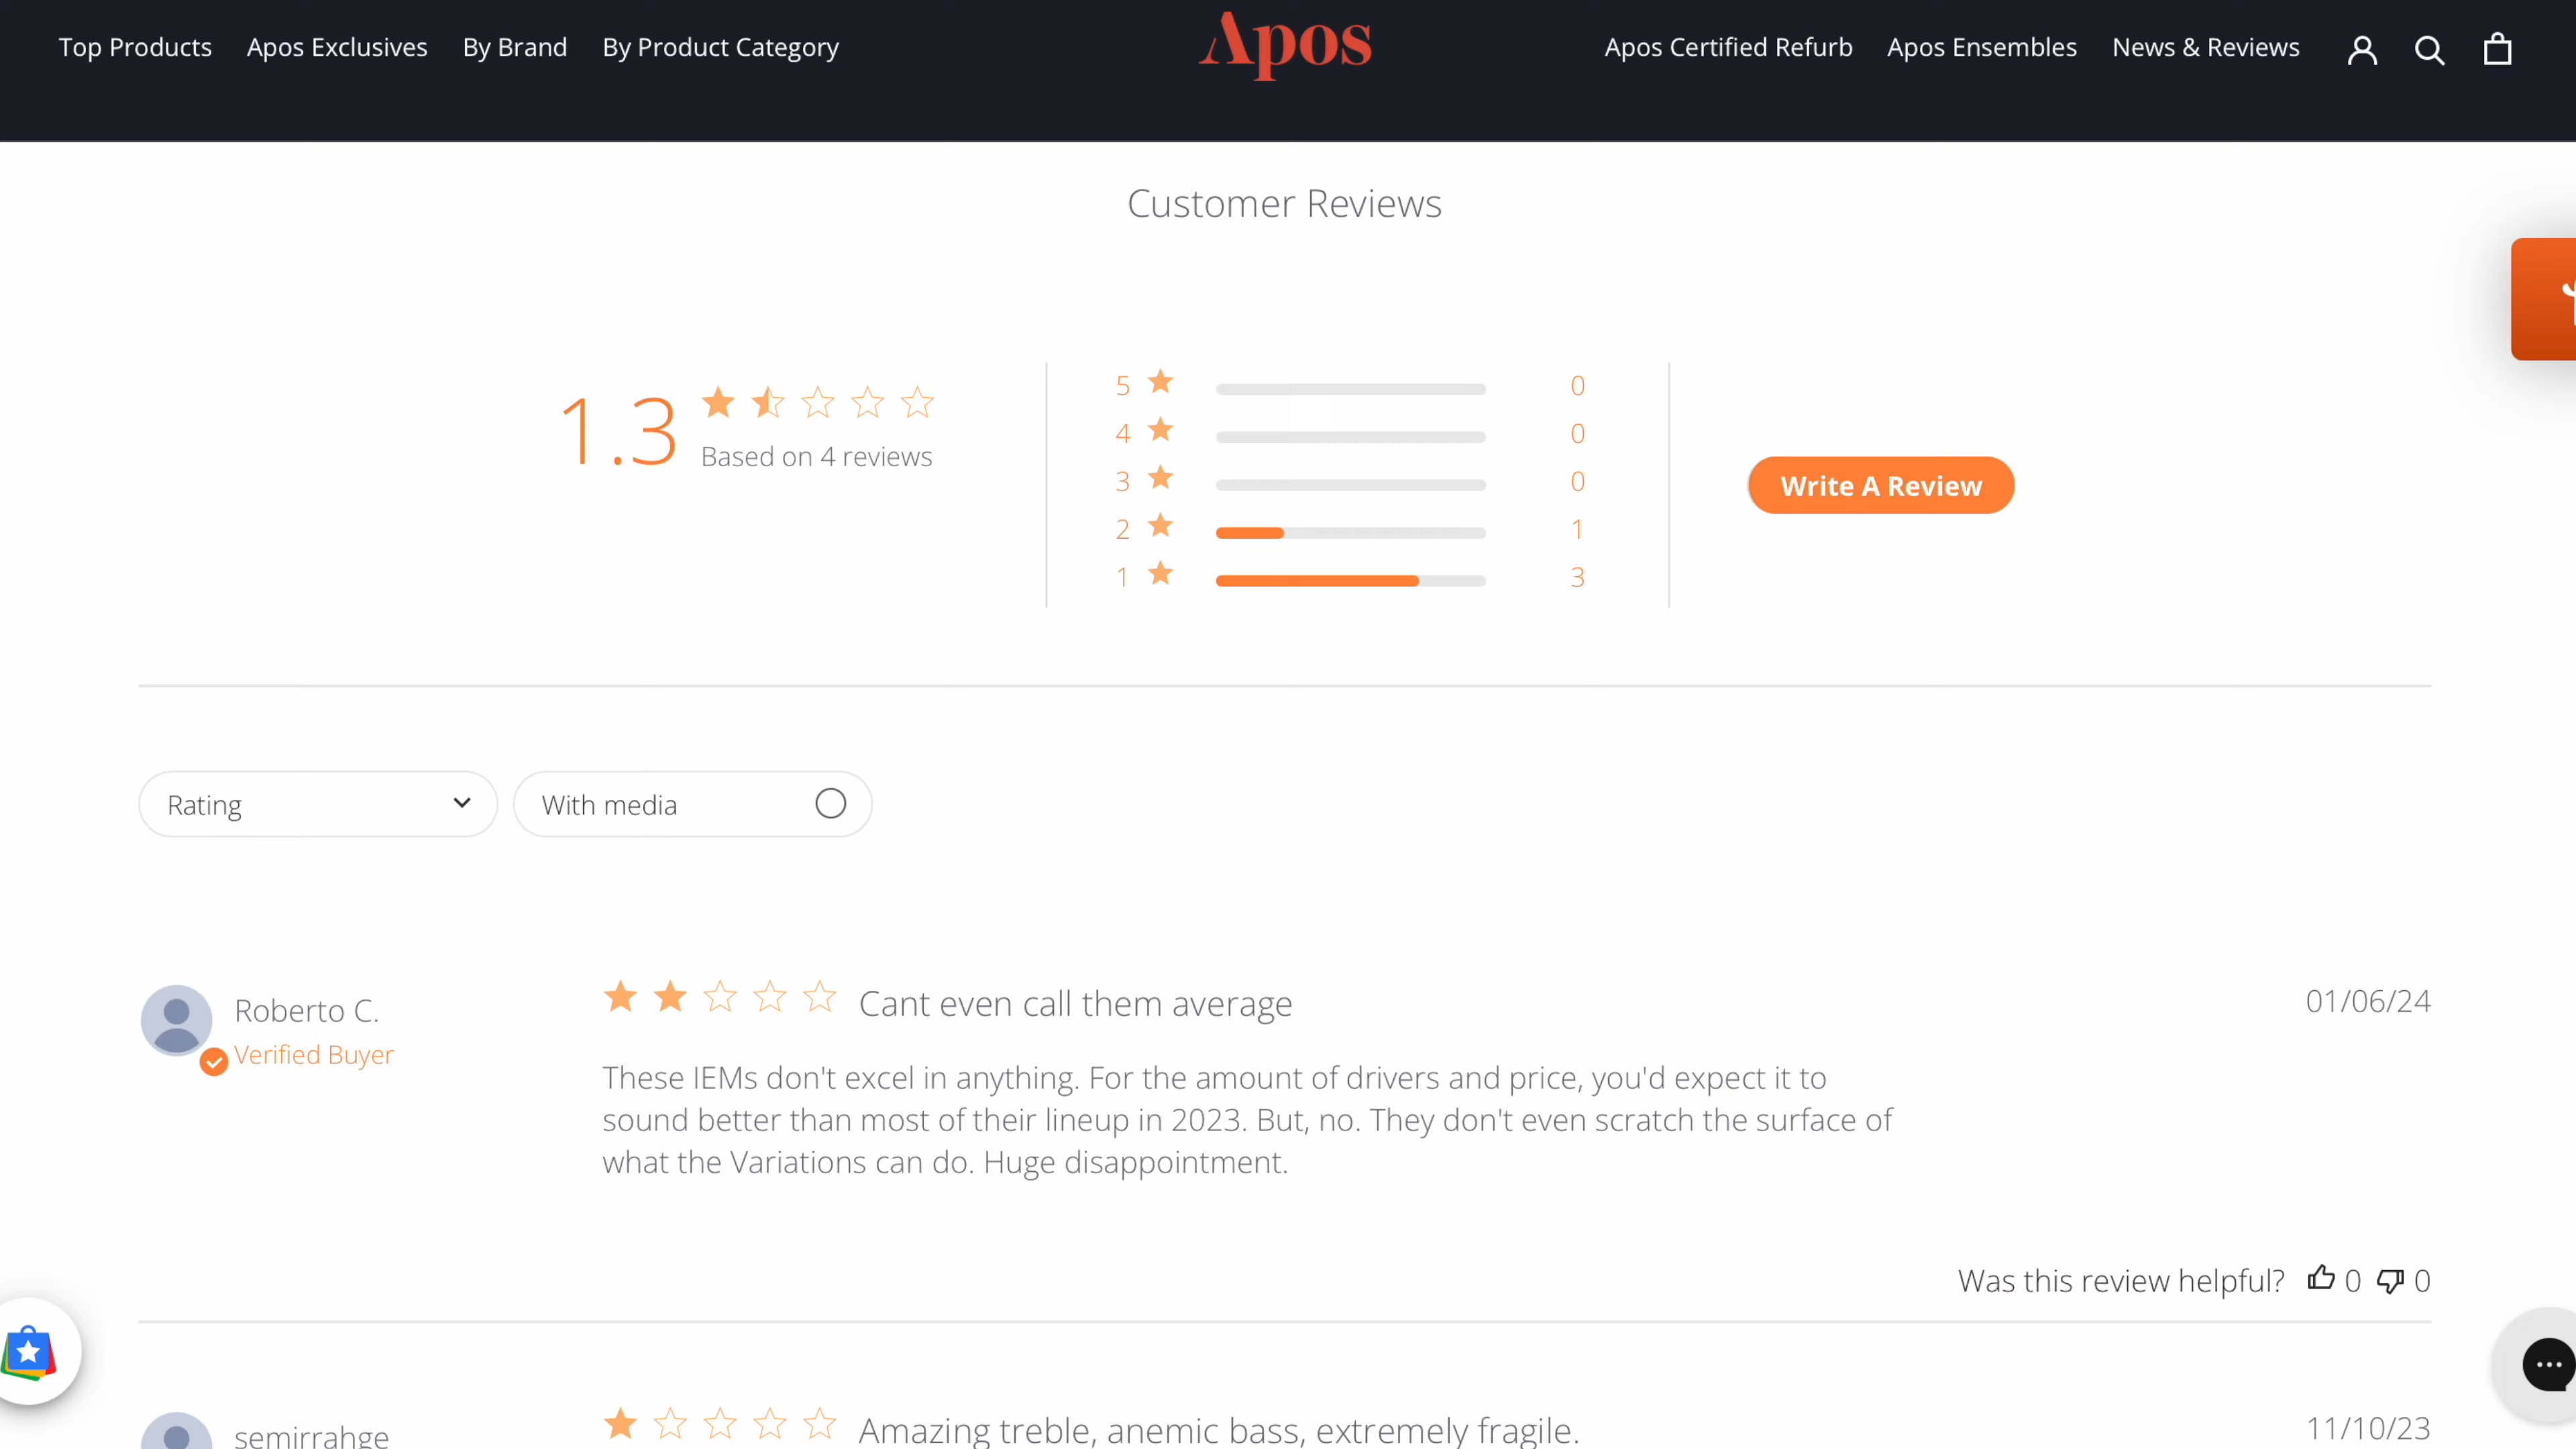 Top Products Apos Exclusives By Brand By Product Category Apos Apos Certified Refurb Apos Ensembles News & Reviews
Customer Reviews
1.3
Based on 4 reviews
5 0
4 0
3 0
2 1
1 3
Write A Review
Rating With media
Roberto C.
Verified Buyer
Cant even call them average 01/06/24
These IEMs don't excel in anything. For the amount of drivers and price, you'd expect it to
sound better than most of their lineup in 2023. But, no. They don't even scratch the surface of
what the Variations can do. Huge disappointment.
Was this review helpful? 0 0
semirrahge
Amazing treble, anemic bass, extremely fragile. 11/10/23